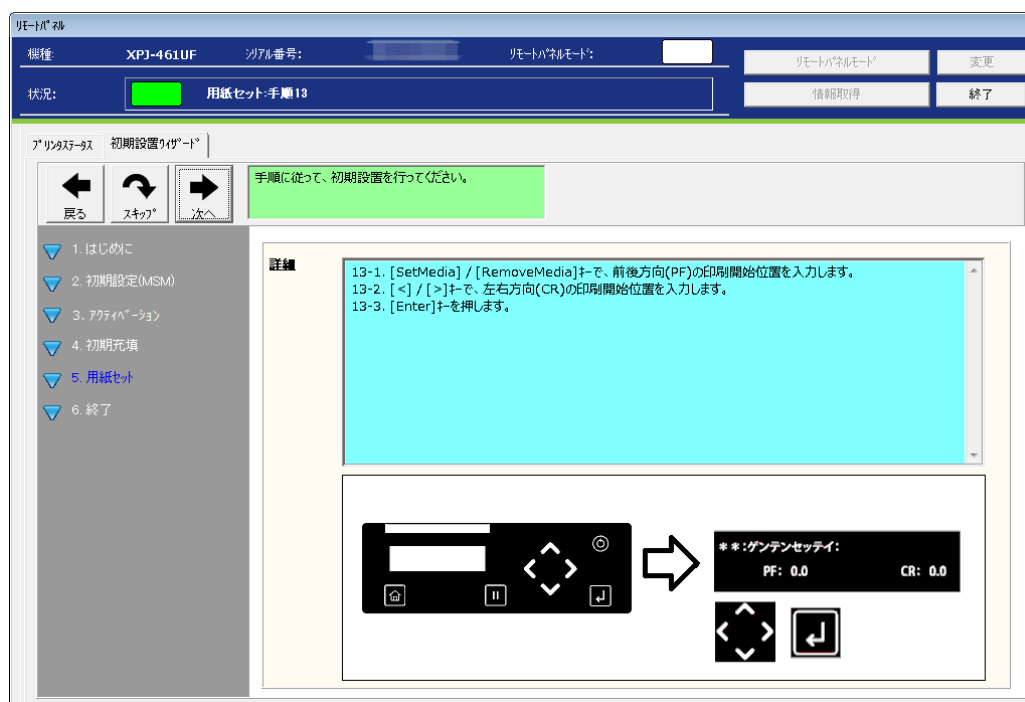 リモートパネル
機種: XPJ-461UF シリアル番号: リモートパネルモード:
リモートパネルモード 変更
状況: 用紙セット:手順13
情報取得 終了
プリンタステータス 初期設置ウィザード
戻る スキップ 次へ
手順に従って、初期設置を行ってください。
1. はじめに
2. 初期設定(MSM)
3. アクティベーション
4. 初期充填
5. 用紙セット
6. 終了
詳細
13-1. [SetMedia] / [RemoveMedia]キーで、前後方向(PF)の印刷開始位置を入力します。
13-2. [<] / [>]キーで、左右方向(CR)の印刷開始位置を入力します。
13-3. [Enter]キーを押します。
**:ゲンテンセッテイ:
PF: 0.0 CR: 0.0